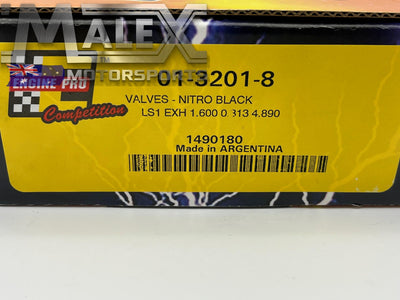 MALEX
MOTORSPORTS
01-3201-8
ENGINE PRO
Competition
VALVES - NITRO BLACK
LS1 EXH 1.600 0.313 4.890
1490180
Made in ARGENTINA